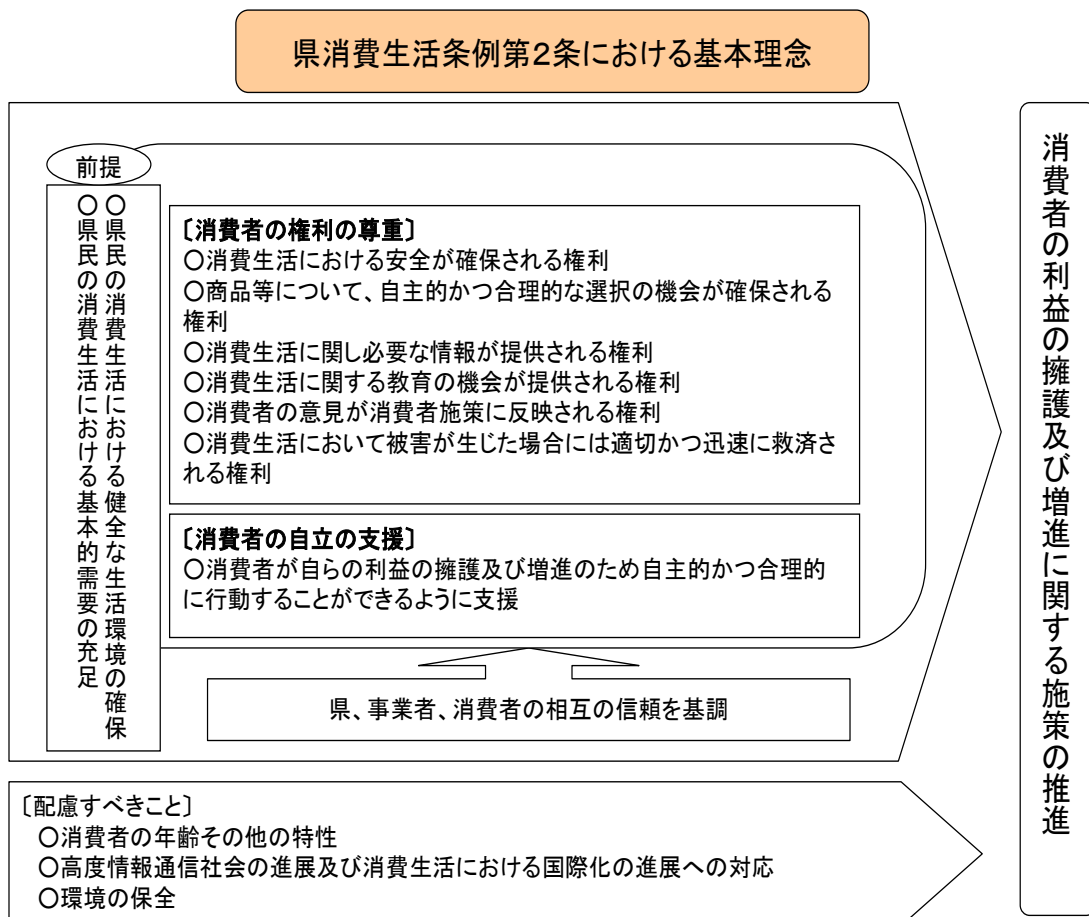 県消費生活条例第2条における基本理念
前提
○県民の消費生活における健全な生活環境の確保
○県民の消費生活における基本的需要の充足
〔消費者の権利の尊重〕
○消費生活における安全が確保される権利
○商品等について、自主的かつ合理的な選択の機会が確保される
権利
○消費生活に関し必要な情報が提供される権利
○消費生活に関する教育の機会が提供される権利
○消費者の意見が消費者施策に反映される権利
○消費生活において被害が生じた場合には適切かつ迅速に救済さ
れる権利
〔消費者の自立の支援〕
○消費者が自らの利益の擁護及び増進のため自主的かつ合理的
に行動することができるように支援
県、事業者、消費者の相互の信頼を基調
〔配慮すべきこと〕
○消費者の年齢その他の特性
○高度情報通信社会の進展及び消費生活における国際化の進展への対応
○環境の保全
消費者の利益の擁護及び増進に関する施策の推進